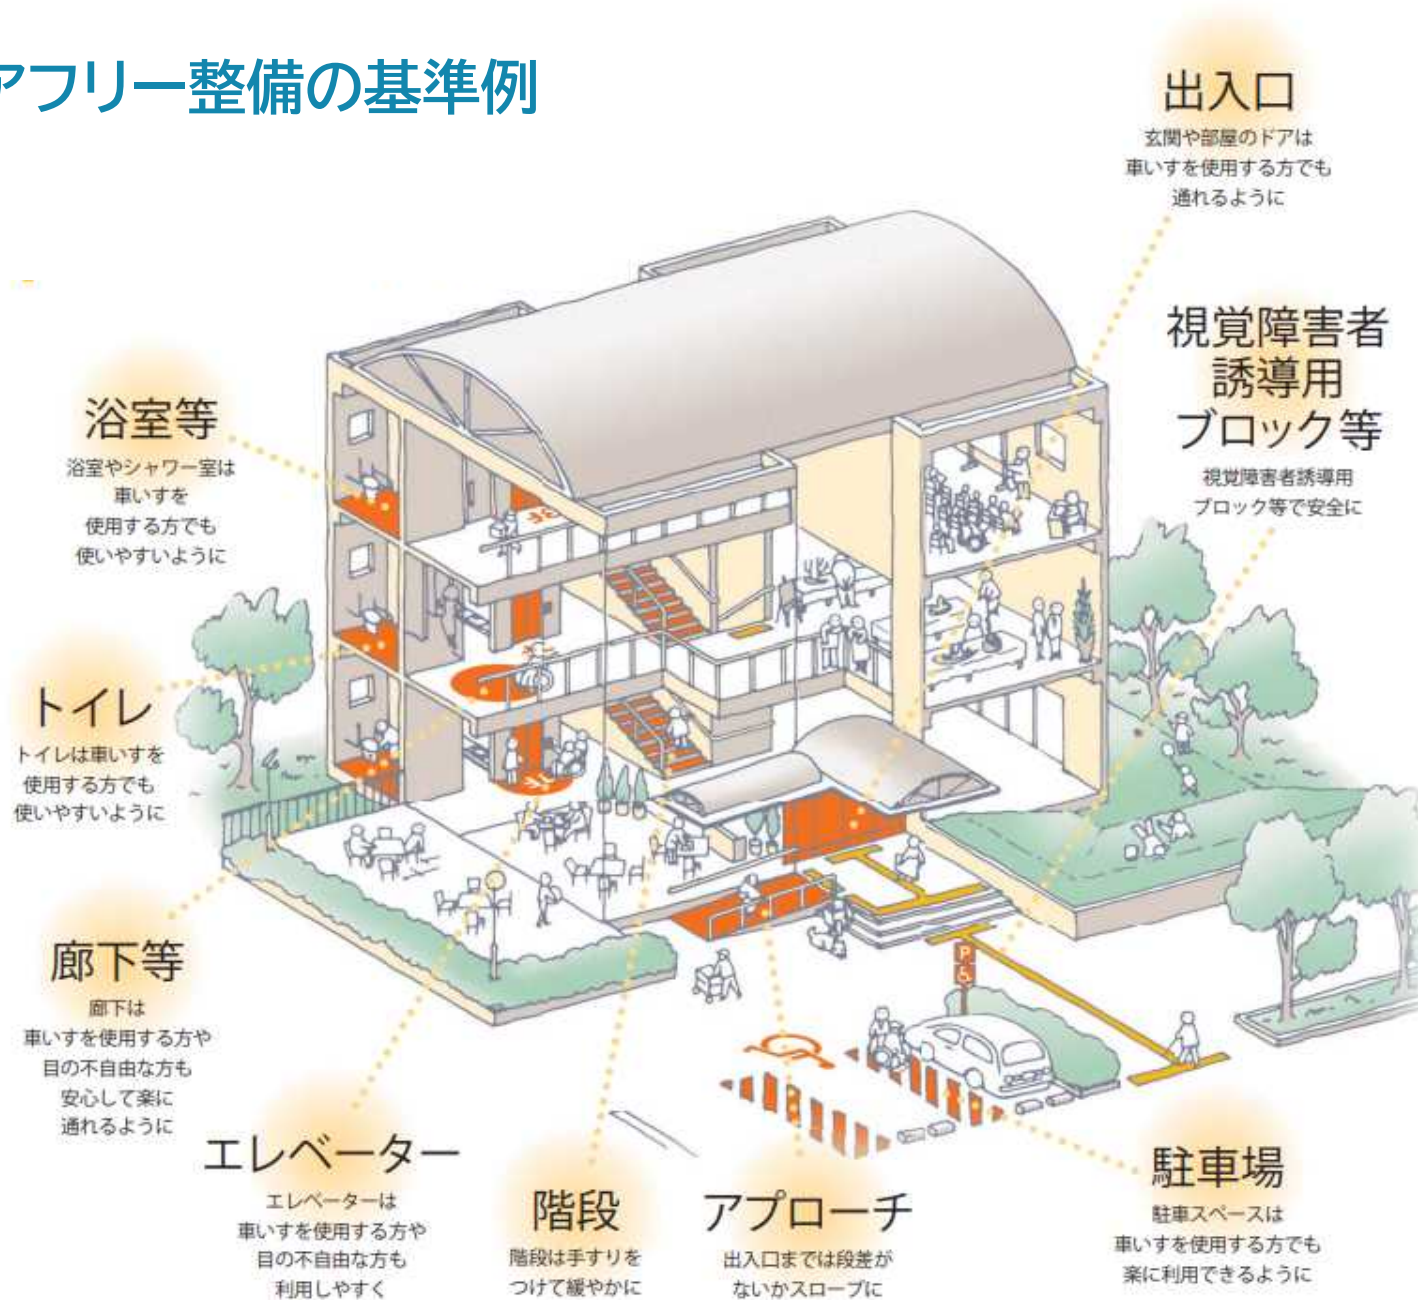 アフリー整備の基準例
出入口
玄関や部屋のドアは
車いすを使用する方でも
通れるように
視覚障害者
誘導用
ブロック等
視覚障害者誘導用
ブロック等で安全に
浴室等
浴室やシャワー室は
車いすを
使用する方でも
使いやすいように
トイレ
トイレは車いすを
使用する方でも
使いやすいように
廊下等
廊下は
車いすを使用する方や
目の不自由な方も
安心して楽に
通れるように
エレベーター
エレベーターは
車いすを使用する方や
目の不自由な方も
利用しやすく
階段
階段は手すりを
つけて緩やかに
アプローチ
出入口までは段差が
ないかスロープに
駐車場
駐車スペースは
車いすを使用する方でも
楽に利用できるように
3F
P